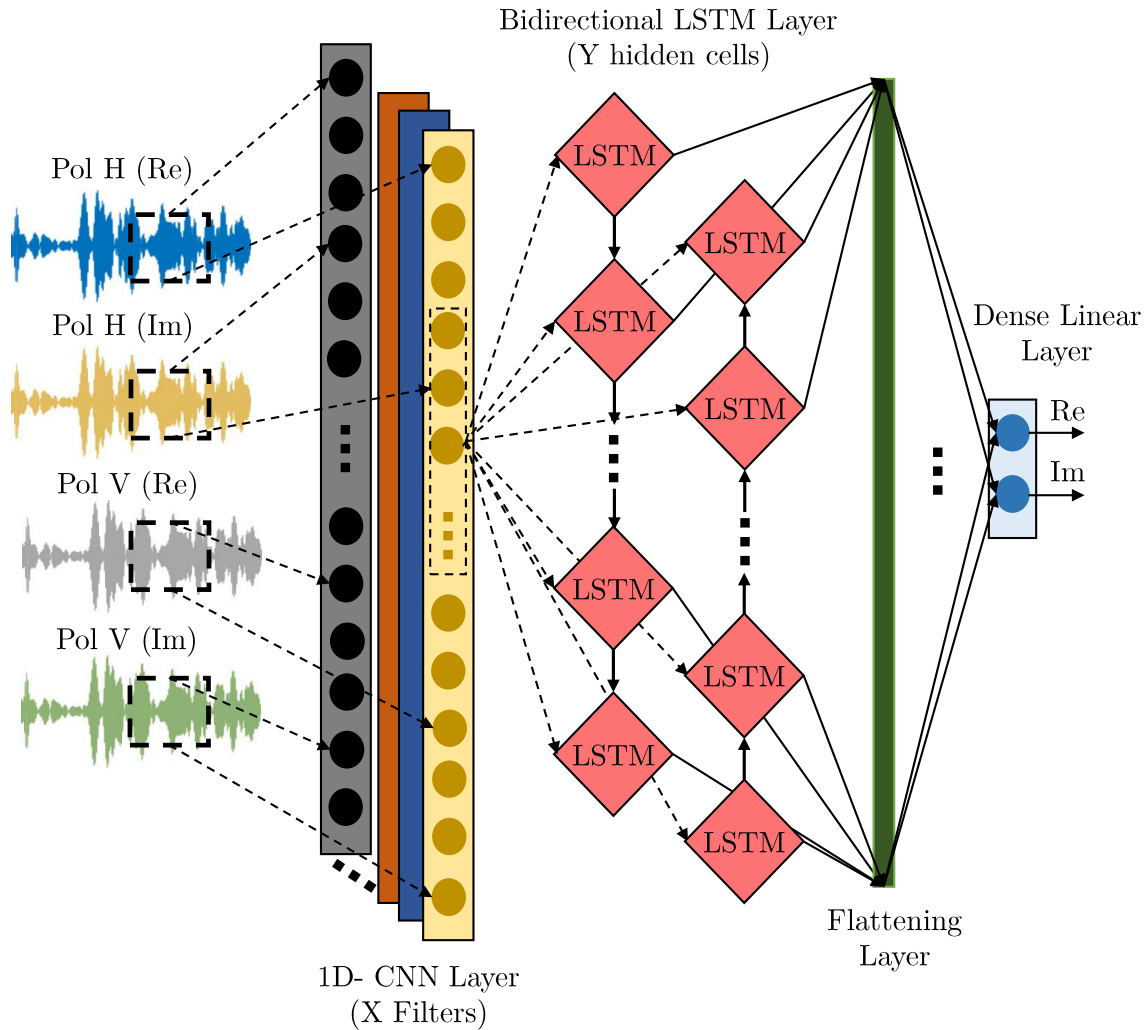 Bidirectional LSTM Layer
(Y hidden cells)
Pol H (Re)
Pol H (Im)
Pol V (Re)
Pol V (Im)
LSTM
LSTM
LSTM
LSTM
LSTM
LSTM
LSTM
LSTM
Dense Linear
Layer
Re
Im
Flattening
Layer
1D- CNN Layer
(X Filters)